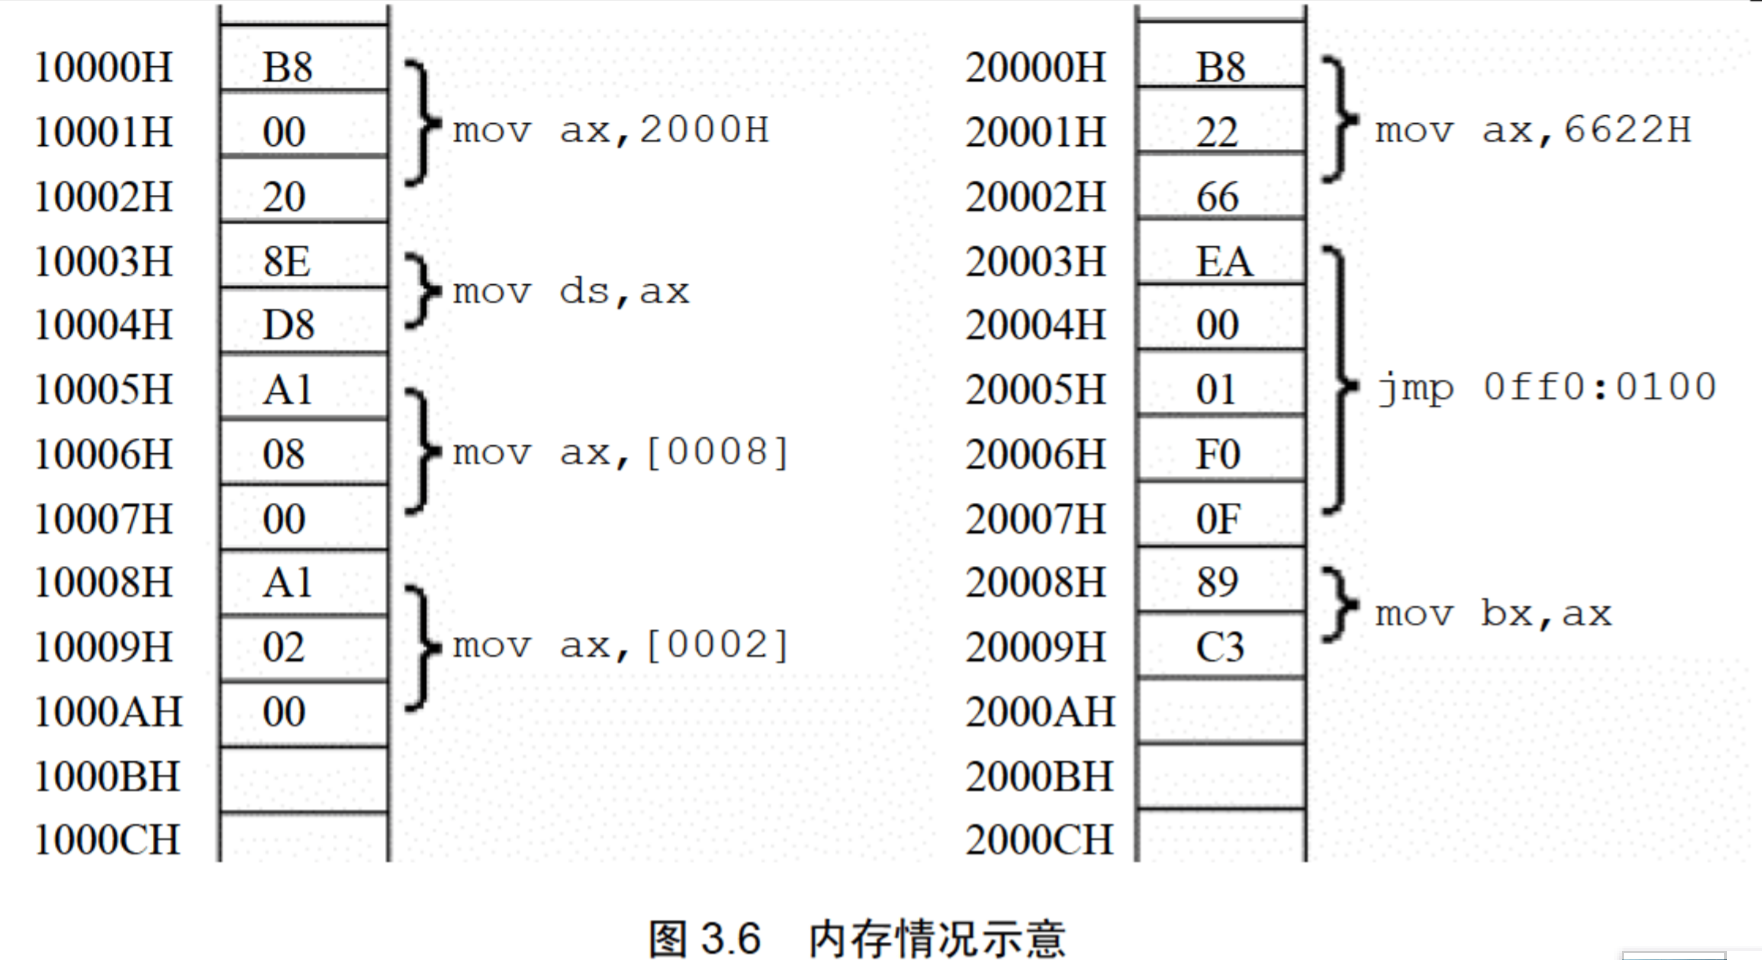 10000H B8
10001H 00 mov ax,2000H
10002H 20
10003H 8E
mov ds,ax
10004H D8
10005H A1
10006H 08 mov ax,[0008]
10007H 00
10008H A1
10009H 02 mov ax,[0002]
1000AH 00
1000BH
1000CH
20000H B8
20001H 22 mov ax,6622H
20002H 66
20003H EA
20004H 00
20005H 01 jmp 0ff0:0100
20006H F0
20007H 0F
20008H 89
mov bx,ax
20009H C3
2000AH
2000BH
2000CH
图 3.6 内存情况示意